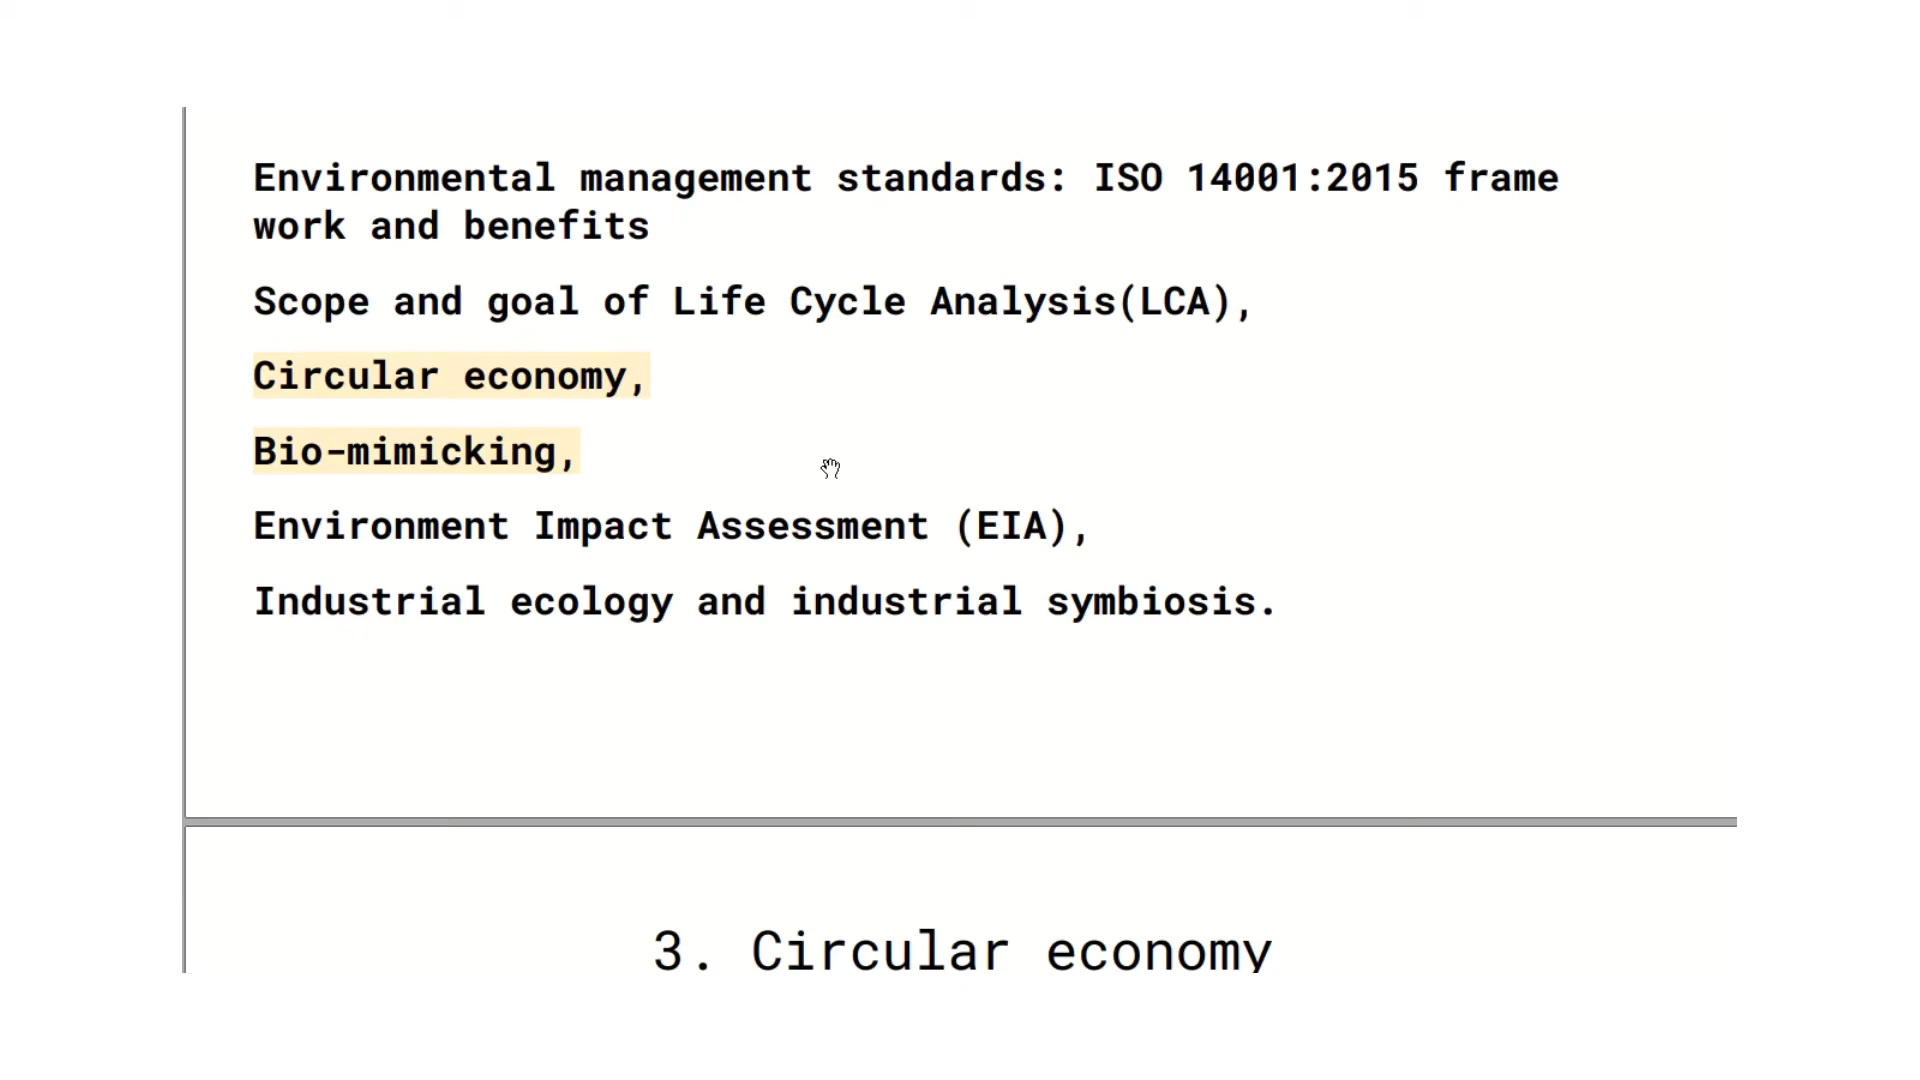 Environmental management standards: ISO 14001:2015 frame
work and benefits
Scope and goal of Life Cycle Analysis(LCA),
Circular economy,
Bio-mimicking,
Environment Impact Assessment (EIA),
Industrial ecology and industrial symbiosis.
3. Circular economy